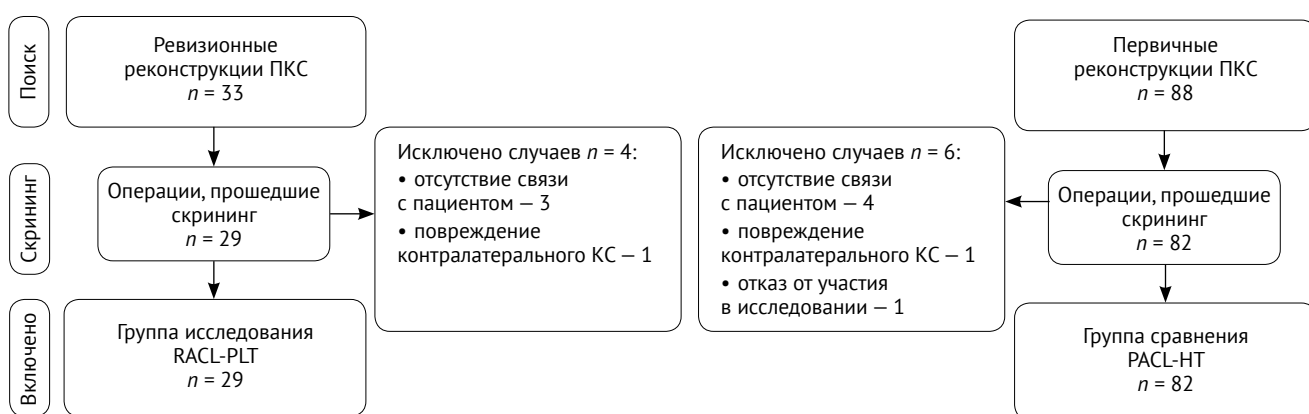 Поиск
Ревизионные
реконструкции ПКС
n = 33
Первичные
реконструкции ПКС
n = 88
Скрининг
Операции, прошедшие
скрининг
n = 29
Исключено случаев n = 4:
• отсутствие связи
с пациентом — 3
• повреждение
контралатерального КС — 1
Исключено случаев n = 6:
• отсутствие связи
с пациентом — 4
• повреждение
контралатерального КС — 1
• отказ от участия
в исследовании — 1
Операции, прошедшие
скрининг
n = 82
Включено
Группа исследования
RACL-PLT
n = 29
Группа сравнения
PACL-HT
n = 82